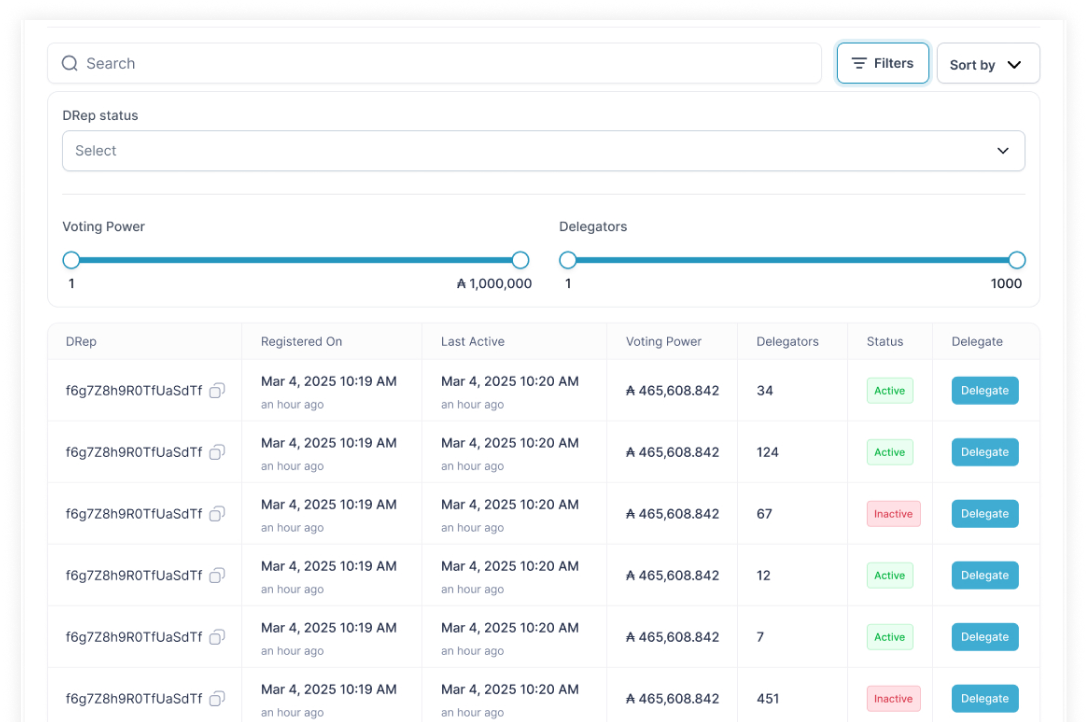 Search
Filters
Sort by
DRep status
Select
Voting Power
Delegators
1
₳ 1,000,000
1
1000
DRep Registered On Last Active Voting Power Delegators Status Delegate
f6g7Z8h9R0TfUaSdTf Mar 4, 2025 10:19 AM Mar 4, 2025 10:20 AM ₳ 465,608.842 34 Active Delegate
an hour ago an hour ago
f6g7Z8h9R0TfUaSdTf Mar 4, 2025 10:19 AM Mar 4, 2025 10:20 AM ₳ 465,608.842 124 Active Delegate
an hour ago an hour ago
f6g7Z8h9R0TfUaSdTf Mar 4, 2025 10:19 AM Mar 4, 2025 10:20 AM ₳ 465,608.842 67 Inactive Delegate
an hour ago an hour ago
f6g7Z8h9R0TfUaSdTf Mar 4, 2025 10:19 AM Mar 4, 2025 10:20 AM ₳ 465,608.842 12 Active Delegate
an hour ago an hour ago
f6g7Z8h9R0TfUaSdTf Mar 4, 2025 10:19 AM Mar 4, 2025 10:20 AM ₳ 465,608.842 7 Active Delegate
an hour ago an hour ago
f6g7Z8h9R0TfUaSdTf Mar 4, 2025 10:19 AM Mar 4, 2025 10:20 AM ₳ 465,608.842 451 Inactive Delegate
an hour ago an hour ago